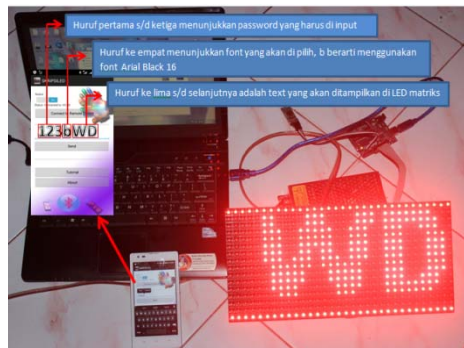 Huruf pertama s/d ketiga menunjukkan password yang harus di input
Huruf ke empat menunjukkan font yang akan di pilih, b berarti menggunakan
font Arial Black 16
Huruf ke lima s/d selanjutnya adalah text yang akan ditampilkan di LED matriks
123bWD
Send
Tutorial
About
WD